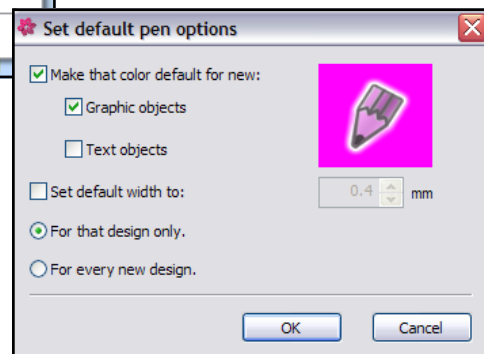 Set default pen options
Make that color default for new:
Graphic objects
Text objects
Set default width to:
0.4 mm
For that design only.
For every new design.
OK Cancel